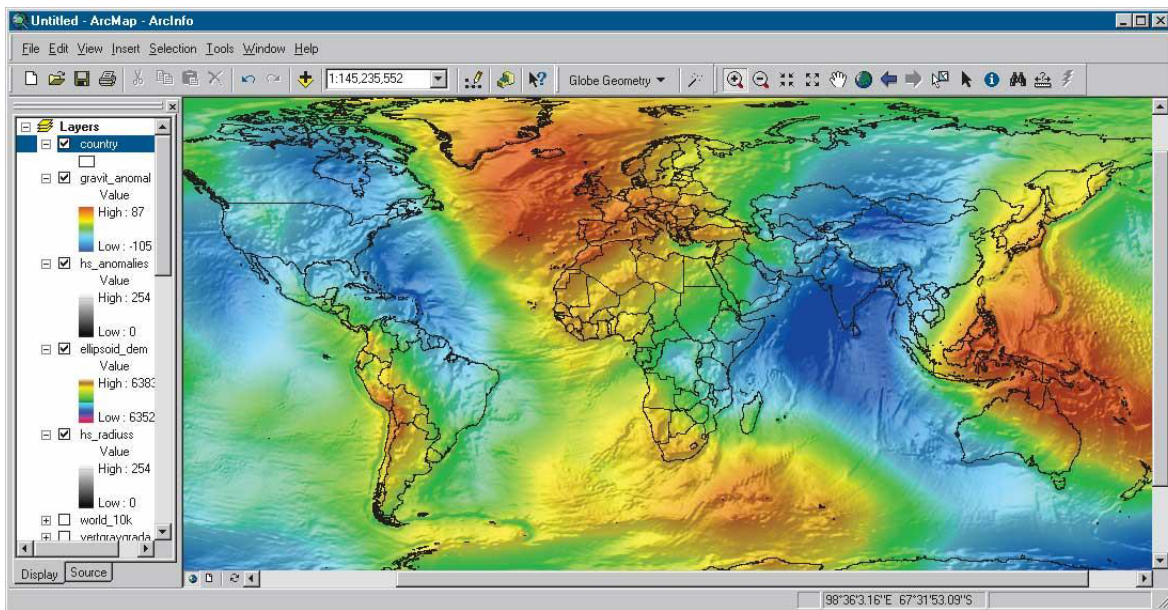 Untitled - ArcMap - ArcInfo
File Edit View Insert Selection Tools Window Help
1:145,235,552
Globe Geometry
Layers
country
gravit_anomal
Value
High : 87
Low : -105
hs_anomalies
Value
High : 254
Low : 0
ellipsoid_dem
Value
High : 6383
Low : 6352
hs_radiuss
Value
High : 254
Low : 0
world_10k
vertgravgrada
Display Source
98°36'3.16"E 67°31'53.09"S